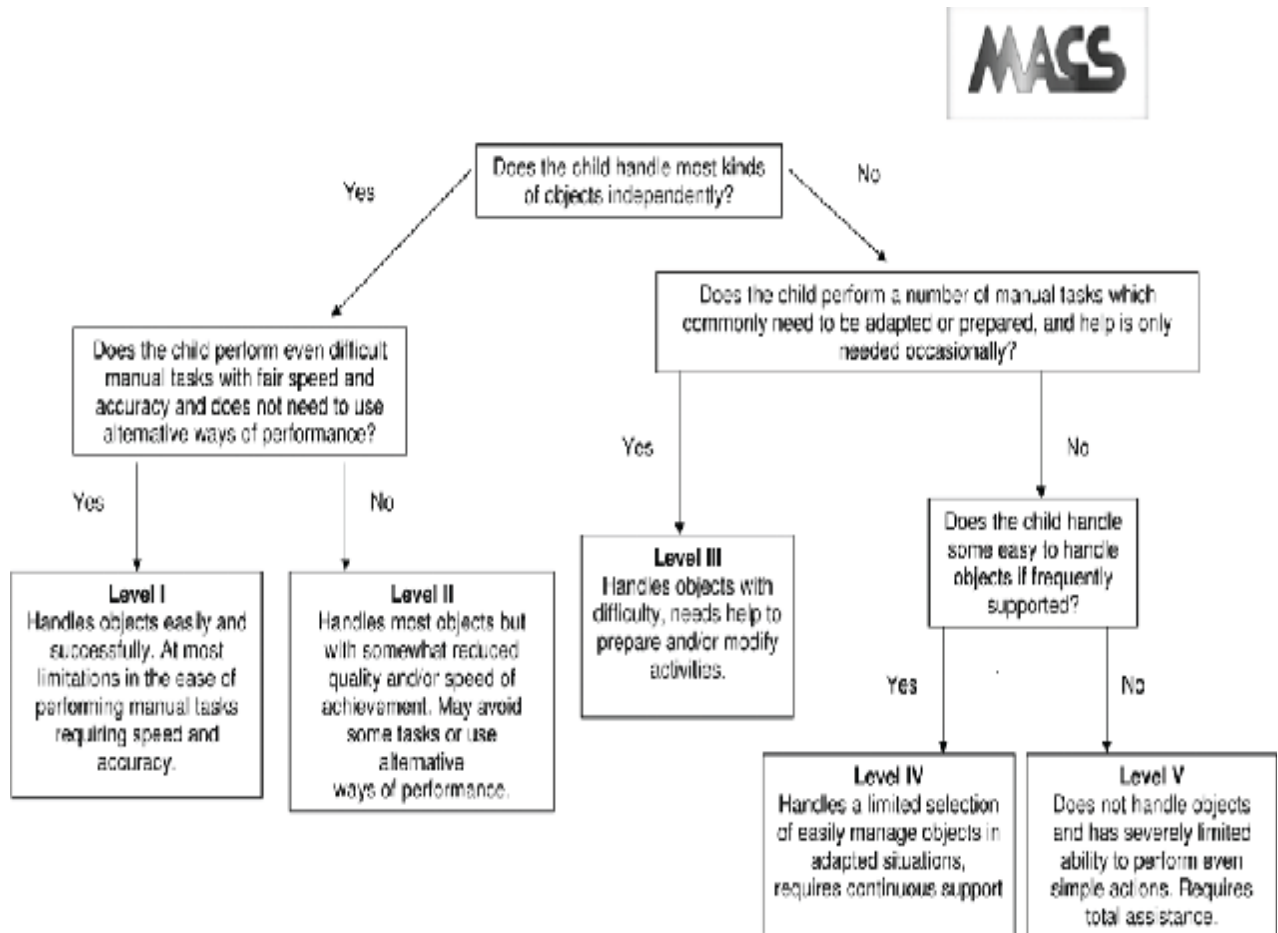 MACS
Does the child handle most kinds
of objects independently?
Yes
No
Does the child perform a number of manual tasks which
commonly need to be adapted or prepared, and help is only
needed occasionally?
Does the child perform even difficult
manual tasks with fair speed and
accuracy and does not need to use
alternative ways of performance?
Yes
No
Yes
No
Level I
Handles objects easily and
successfully. At most
limitations in the ease of
performing manual tasks
requiring speed and
accuracy.
Level II
Handles most objects but
with somewhat reduced
quality and/or speed of
achievement. May avoid
some tasks or use
alternative
ways of performance.
Level III
Handles objects with
difficulty, needs help to
prepare and/or modify
activities.
Does the child handle
some easy to handle
objects if frequently
supported?
Yes
No
Level IV
Handles a limited selection
of easily manage objects in
adapted situations,
requires continuous support
Level V
Does not handle objects
and has severely limited
ability to perform even
simple actions. Requires
total assistance.